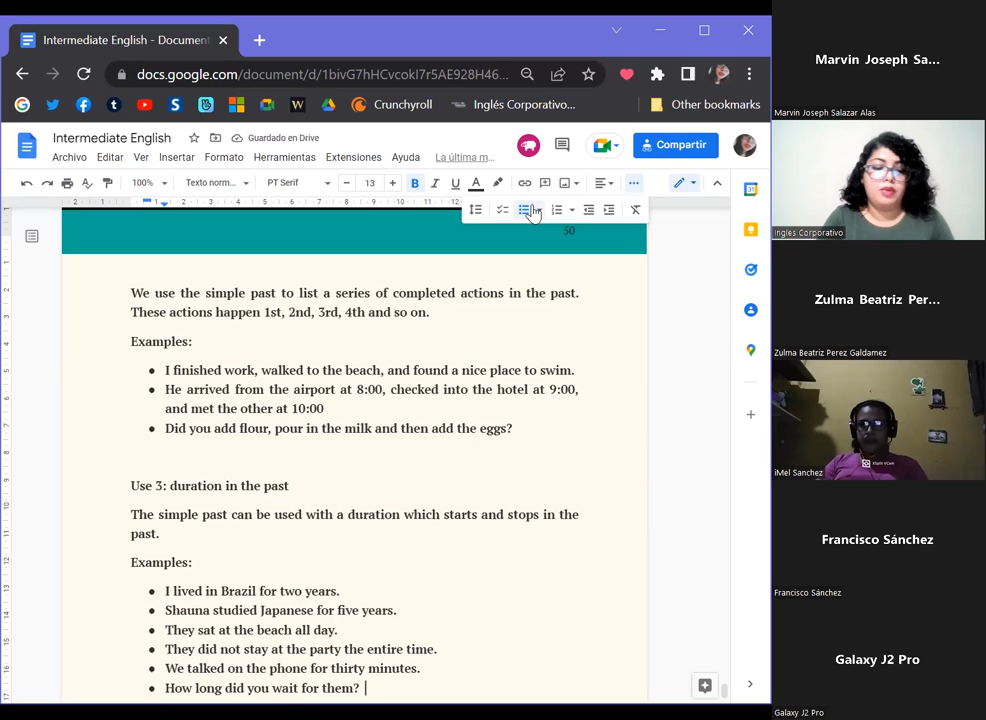 Intermediate English - Document
docs.google.com/document/d/1bivG7hHCvcokI7r5AE928H46...
Crunchyroll
Inglés Corporativo...
Other bookmarks
Intermediate English
Guardado en Drive
Archivo Editar Ver Insertar Formato Herramientas Extensiones Ayuda La última m...
Compartir
100% Texto norm... PT Serif 13
50
We use the simple past to list a series of completed actions in the past.
These actions happen 1st, 2nd, 3rd, 4th and so on.
Examples:
I finished work, walked to the beach, and found a nice place to swim.
He arrived from the airport at 8:00, checked into the hotel at 9:00,
and met the other at 10:00
Did you add flour, pour in the milk and then add the eggs?
Use 3: duration in the past
The simple past can be used with a duration which starts and stops in the
past.
Examples:
I lived in Brazil for two years.
Shauna studied Japanese for five years.
They sat at the beach all day.
They did not stay at the party the entire time.
We talked on the phone for thirty minutes.
How long did you wait for them?
Marvin Joseph Sa...
Marvin Joseph Salazar Alas
Ingles Corporativo
Zulma Beatriz Per...
Zulma Beatriz Perez Galdamez
XSplit VCam
iMel Sanchez
Francisco Sánchez
Francisco Sánchez
Galaxy J2 Pro
Galaxy J2 Pro